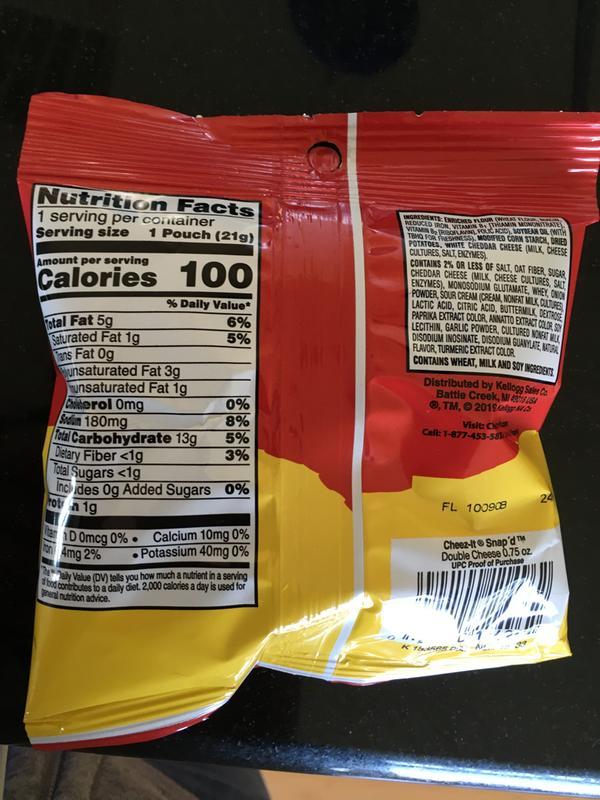 Nutrition Facts
1 serving per container
Serving size 1 Pouch (21g)
Amount per serving
Calories 100
% Daily Value*
Total Fat 5g 6%
Saturated Fat 1g 5%
Trans Fat 0g
Polyunsaturated Fat 3g
Monounsaturated Fat 1g
Cholesterol 0mg 0%
Sodium 180mg 8%
Total Carbohydrate 13g 5%
Dietary Fiber <1g 3%
Total Sugars <1g
Includes 0g Added Sugars 0%
Protein 1g
Vitamin D 0mcg 0% • Calcium 10mg 0%
Iron 0.4mg 2% • Potassium 40mg 0%
*The % Daily Value (DV) tells you how much a nutrient in a serving
of food contributes to a daily diet. 2,000 calories a day is used for
general nutrition advice.
INGREDIENTS: ENRICHED FLOUR (WHEAT FLOUR, NIACIN,
REDUCED IRON, VITAMIN B1 [THIAMIN MONONITRATE],
VITAMIN B2 [RIBOFLAVIN], FOLIC ACID), SOYBEAN OIL (WITH
TBHQ FOR FRESHNESS), MODIFIED CORN STARCH, DRIED
POTATOES, WHITE CHEDDAR CHEESE (MILK, CHEESE
CULTURES, SALT, ENZYMES).
CONTAINS 2% OR LESS OF SALT, OAT FIBER, SUGAR,
CHEDDAR CHEESE (MILK, CHEESE CULTURES, SALT,
ENZYMES), MONOSODIUM GLUTAMATE, WHEY, ONION
POWDER, SOUR CREAM (CREAM, NONFAT MILK, CULTURES),
LACTIC ACID, CITRIC ACID, BUTTERMILK, DEXTROSE,
PAPRIKA EXTRACT COLOR, ANNATTO EXTRACT COLOR, SOY
LECITHIN, GARLIC POWDER, CULTURED NONFAT MILK,
DISODIUM INOSINATE, DISODIUM GUANYLATE, NATURAL
FLAVOR, TURMERIC EXTRACT COLOR.
CONTAINS WHEAT, MILK AND SOY INGREDIENTS.
Distributed by Kellogg Sales Co.
Battle Creek, MI USA
®, TM, © 2019 Kellogg NA Co.
Visit:
Call: 1-877-453-
FL 100908 24
Cheez-It® Snap'd™
Double Cheese 0.75 oz.
UPC Proof of Purchase